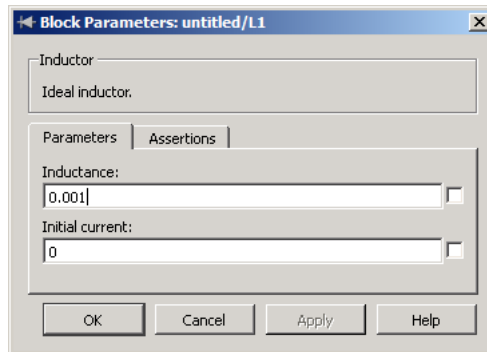 Block Parameters: untitled/L1
Inductor
Ideal inductor.
Parameters Assertions
Inductance:
0.001
Initial current:
0
OK Cancel Apply Help